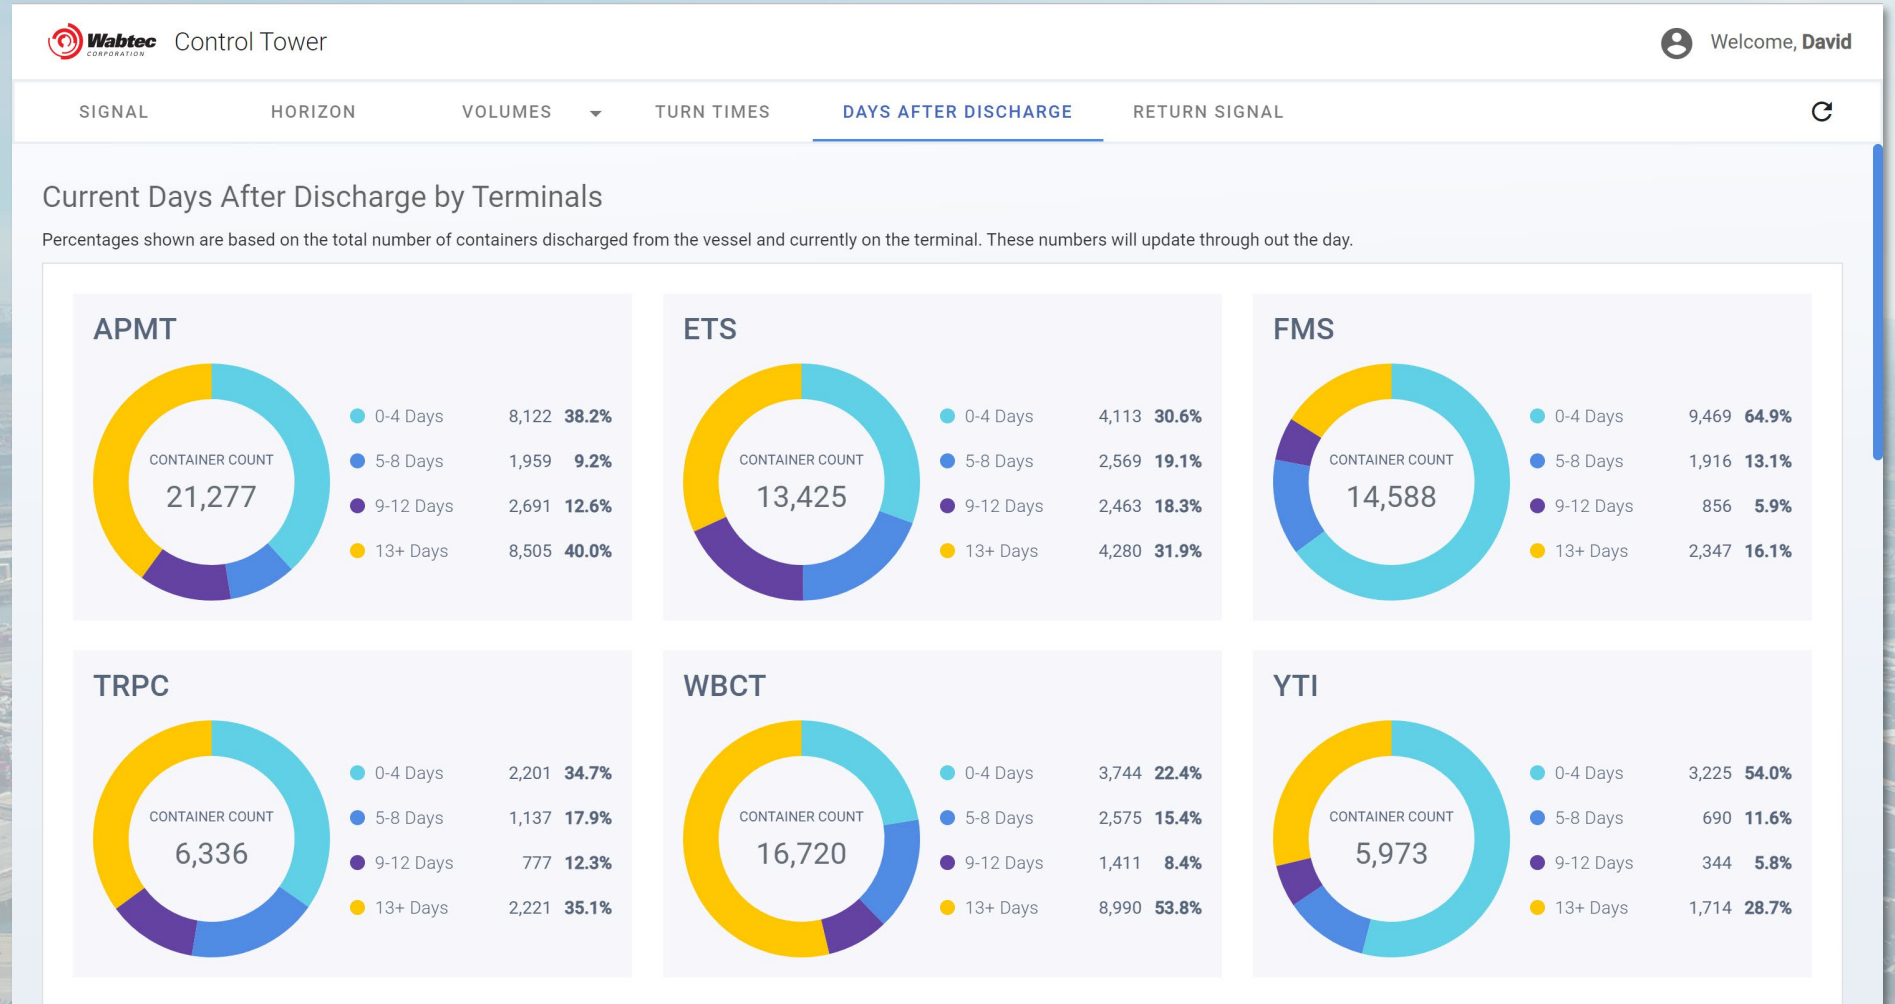 Wabtec CORPORATION Control Tower
Welcome, David
SIGNAL HORIZON VOLUMES TURN TIMES DAYS AFTER DISCHARGE RETURN SIGNAL
Current Days After Discharge by Terminals
Percentages shown are based on the total number of containers discharged from the vessel and currently on the terminal. These numbers will update through out the day.
APMT
CONTAINER COUNT
21,277
0-4 Days 8,122 38.2%
5-8 Days 1,959 9.2%
9-12 Days 2,691 12.6%
13+ Days 8,505 40.0%
ETS
CONTAINER COUNT
13,425
0-4 Days 4,113 30.6%
5-8 Days 2,569 19.1%
9-12 Days 2,463 18.3%
13+ Days 4,280 31.9%
FMS
CONTAINER COUNT
14,588
0-4 Days 9,469 64.9%
5-8 Days 1,916 13.1%
9-12 Days 856 5.9%
13+ Days 2,347 16.1%
TRPC
CONTAINER COUNT
6,336
0-4 Days 2,201 34.7%
5-8 Days 1,137 17.9%
9-12 Days 777 12.3%
13+ Days 2,221 35.1%
WBCT
CONTAINER COUNT
16,720
0-4 Days 3,744 22.4%
5-8 Days 2,575 15.4%
9-12 Days 1,411 8.4%
13+ Days 8,990 53.8%
YTI
CONTAINER COUNT
5,973
0-4 Days 3,225 54.0%
5-8 Days 690 11.6%
9-12 Days 344 5.8%
13+ Days 1,714 28.7%